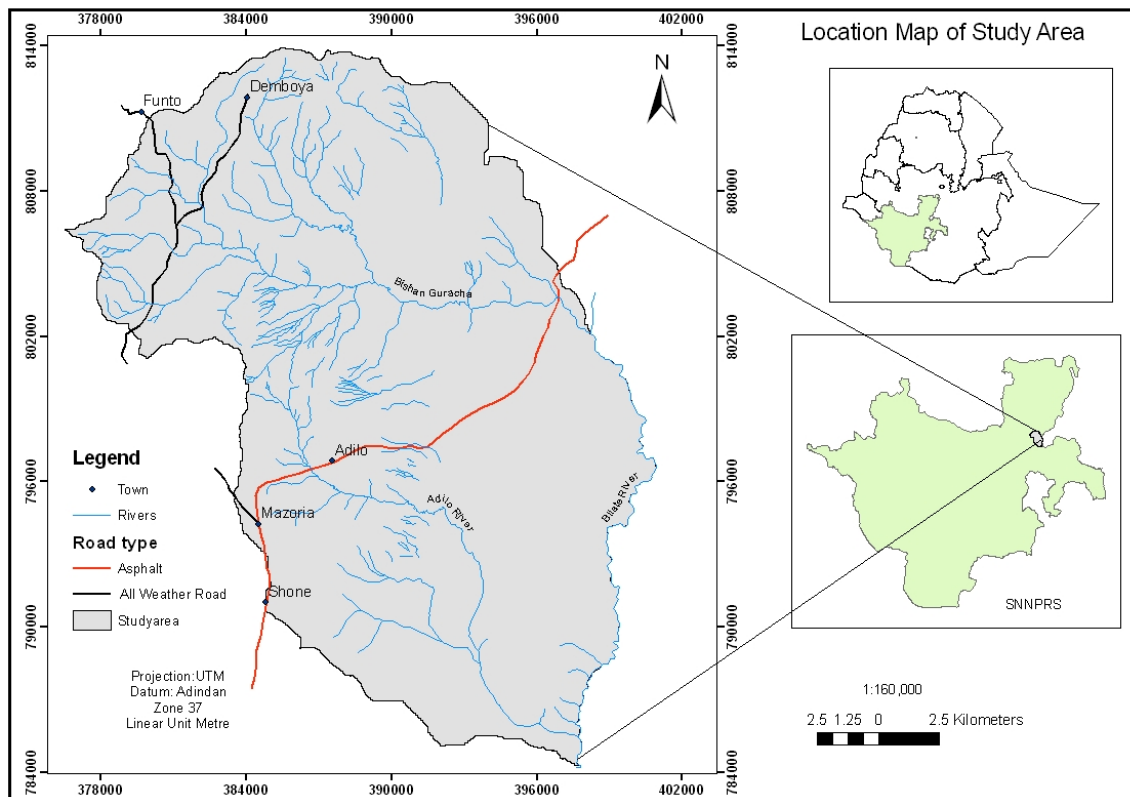 Location Map of Study Area
378000 384000 390000 396000 402000
814000
808000
802000
796000
790000
784000
N
Funto
Demboya
Bishan Guracha
Adilo
Adilo River
Bilate River
Mazoria
Shone
Legend
Town
Rivers
Road type
Asphalt
All Weather Road
Studyarea
Projection:UTM
Datum: Adindan
Zone 37
Linear Unit Metre
378000 384000 390000 396000 402000
814000
808000
802000
796000
790000
784000
SNNPRS
1:160,000
2.5 1.25 0 2.5 Kilometers